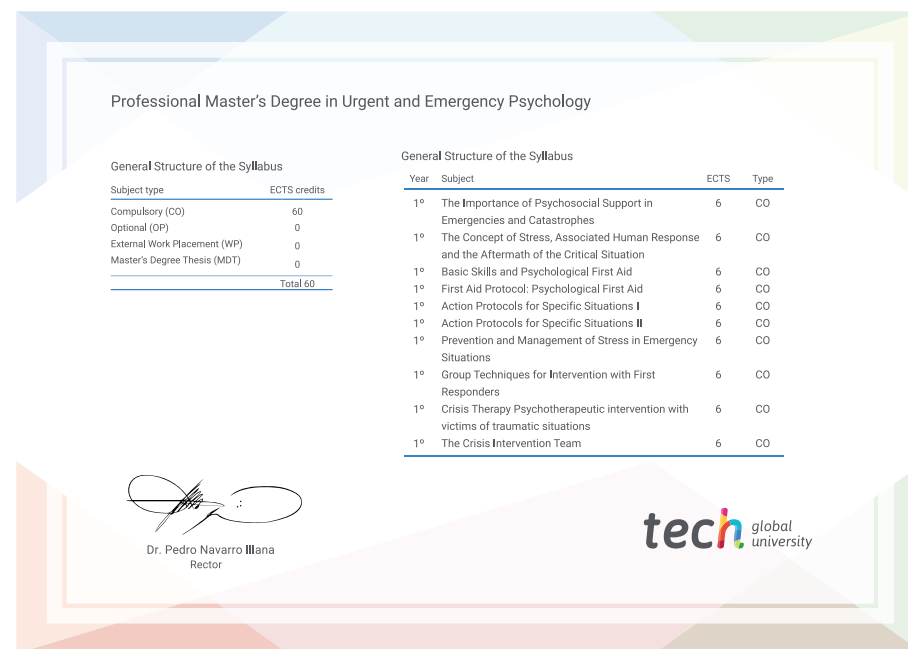 Professional Master's Degree in Urgent and Emergency Psychology
General Structure of the Syllabus
Subject type ECTS credits
Compulsory (CO) 60
Optional (OP) 0
External Work Placement (WP) 0
Master's Degree Thesis (MDT) 0
Total 60
General Structure of the Syllabus
Year Subject ECTS Type
1º The Importance of Psychosocial Support in 6 CO
Emergencies and Catastrophes
1º The Concept of Stress, Associated Human Response 6 CO
and the Aftermath of the Critical Situation
1º Basic Skills and Psychological First Aid 6 CO
1º First Aid Protocol: Psychological First Aid 6 CO
1º Action Protocols for Specific Situations I 6 CO
1º Action Protocols for Specific Situations II 6 CO
1º Prevention and Management of Stress in Emergency 6 CO
Situations
1º Group Techniques for Intervention with First 6 CO
Responders
1º Crisis Therapy Psychotherapeutic intervention with 6 CO
victims of traumatic situations
1º The Crisis Intervention Team 6 CO
Dr. Pedro Navarro Illana
Rector
tech global
university